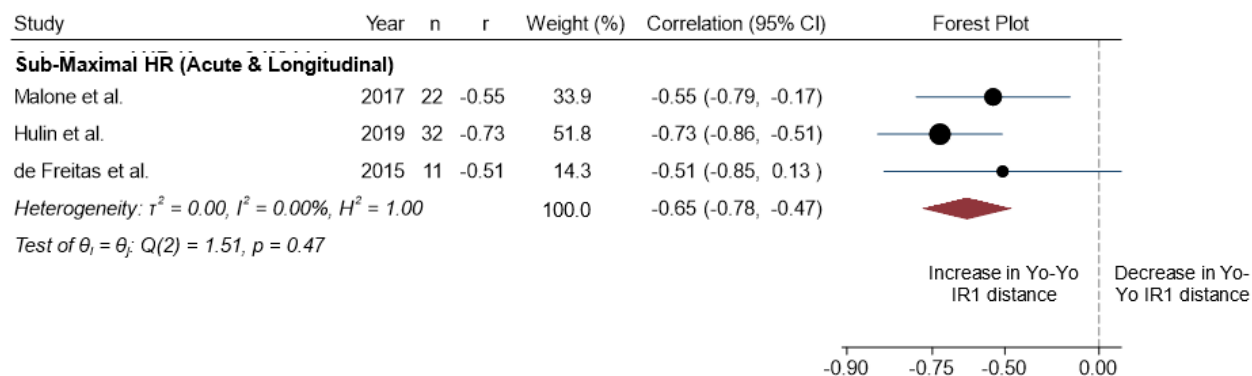 Study Year n r Weight (%) Correlation (95% CI) Forest Plot
Sub-Maximal HR (Acute & Longitudinal)
Malone et al. 2017 22 -0.55 33.9 -0.55 (-0.79, -0.17)
Hulin et al. 2019 32 -0.73 51.8 -0.73 (-0.86, -0.51)
de Freitas et al. 2015 11 -0.51 14.3 -0.51 (-0.85, 0.13 )
Heterogeneity: τ² = 0.00, I² = 0.00%, H² = 1.00 100.0 -0.65 (-0.78, -0.47)
Test of θᵢ = θⱼ: Q(2) = 1.51, p = 0.47
Increase in Yo-Yo
IR1 distance
Decrease in Yo-
Yo IR1 distance
-0.90 -0.75 -0.50 0.00